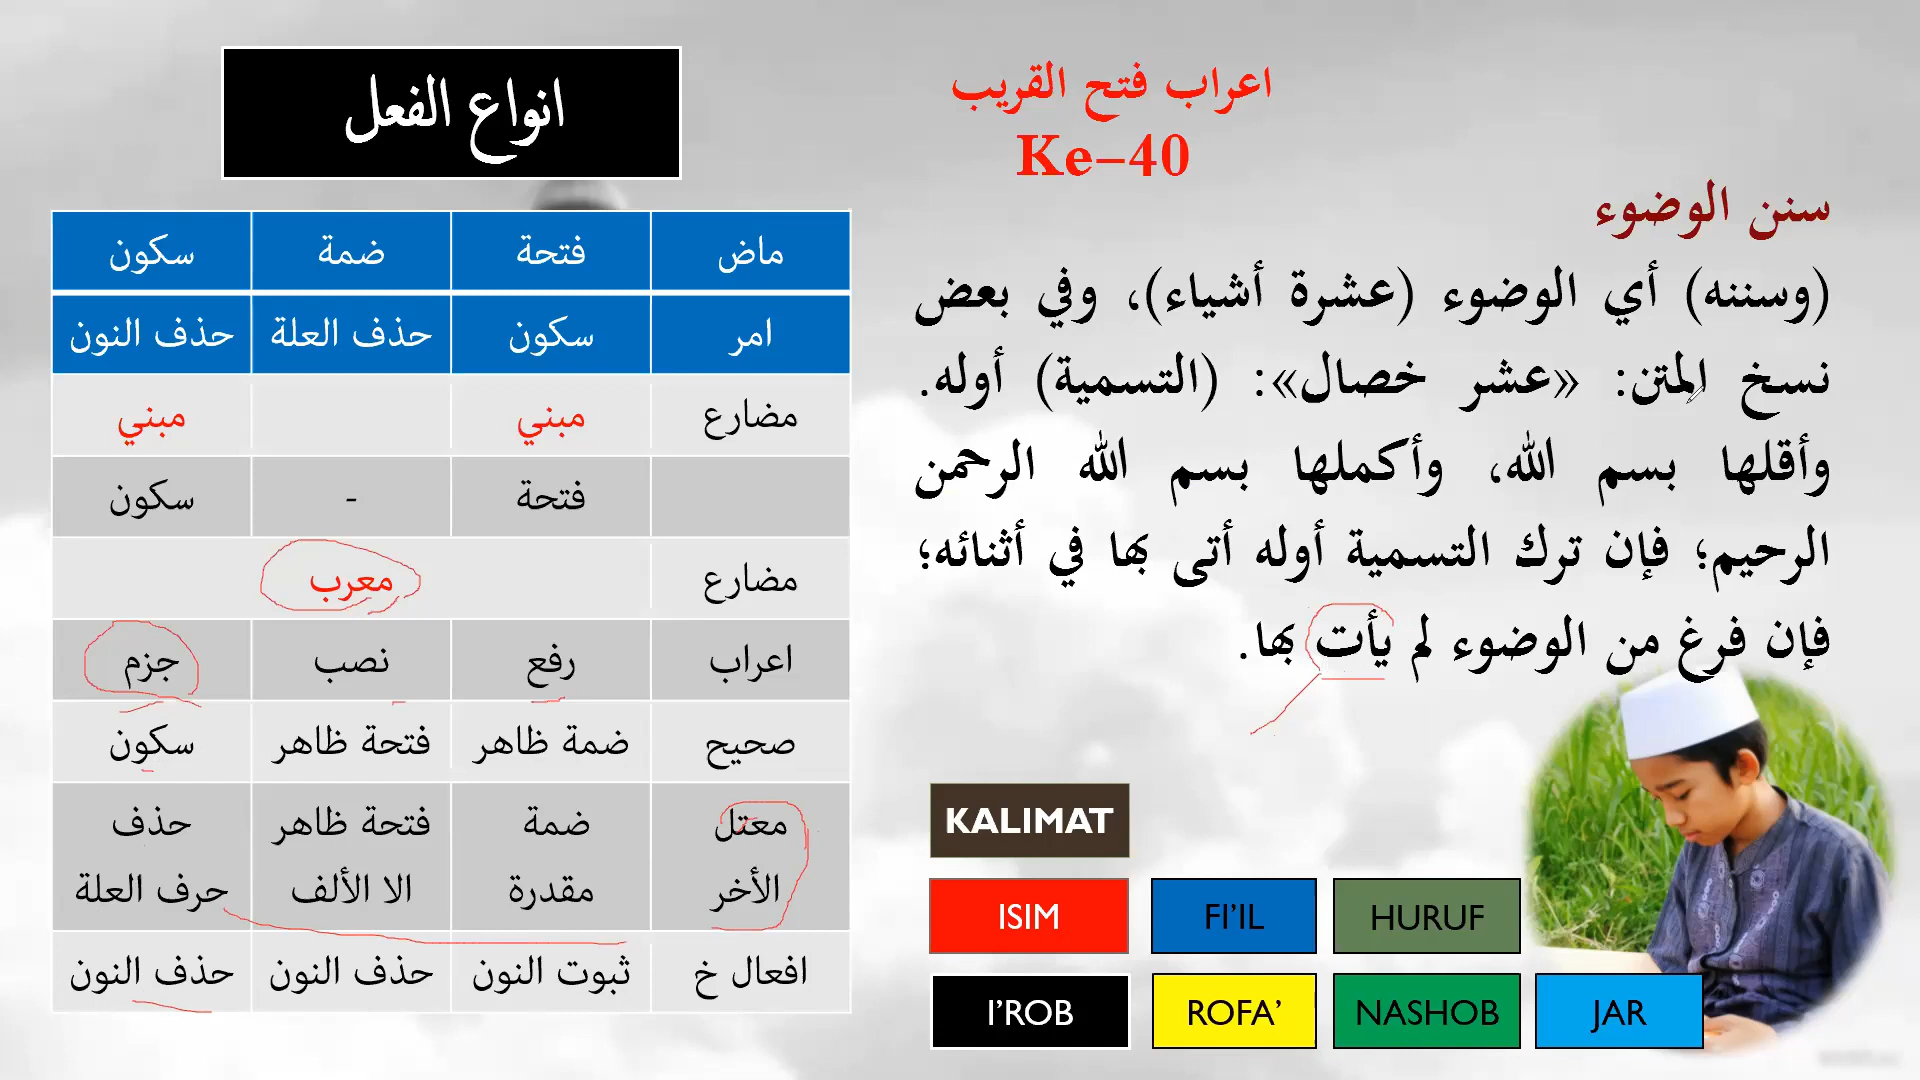 انواع الفعل
ماض فتحة ضمة سكون
امر سكون حذف العلة حذف النون
مضارع مبني مبني
فتحة - سكون
مضارع معرب
اعراب رفع نصب جزم
صحيح ضمة ظاهر فتحة ظاهر سكون
معتل ضمة فتحة ظاهر حذف
الأخر مقدرة الا الألف حرف العلة
افعال خ ثبوت النون حذف النون حذف النون
اعراب فتح القريب
Ke-40
سنن الوضوء
(وسننه) أي الوضوء (عشرة أشياء)، وفي بعض
نسخ المتن: «عشر خصال»: (التسمية) أوله.
وأقلها بسم الله، وأكملها بسم الله الرحمن
الرحيم؛ فإن ترك التسمية أوله أتى بها في أثنائه؛
فإن فرغ من الوضوء لم يأت بها.
KALIMAT
ISIM FI’IL HURUF
I’ROB ROFA’ NASHOB JAR